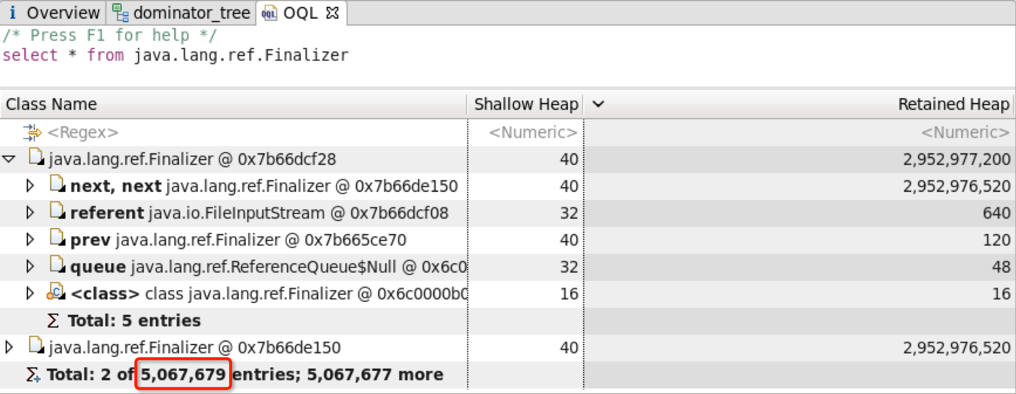 i Overview dominator_tree OQL
/* Press F1 for help */
select * from java.lang.ref.Finalizer
Class Name Shallow Heap Retained Heap
<Regex> <Numeric> <Numeric>
java.lang.ref.Finalizer @ 0x7b66dcf28 40 2,952,977,200
next, next java.lang.ref.Finalizer @ 0x7b66de150 40 2,952,976,520
referent java.io.FileInputStream @ 0x7b66dcf08 32 640
prev java.lang.ref.Finalizer @ 0x7b665ce70 40 120
queue java.lang.ref.ReferenceQueue$Null @ 0x6c0 32 48
<class> class java.lang.ref.Finalizer @ 0x6c0000b0 16 16
Σ Total: 5 entries
java.lang.ref.Finalizer @ 0x7b66de150 40 2,952,976,520
Σ+ Total: 2 of 5,067,679 entries; 5,067,677 more